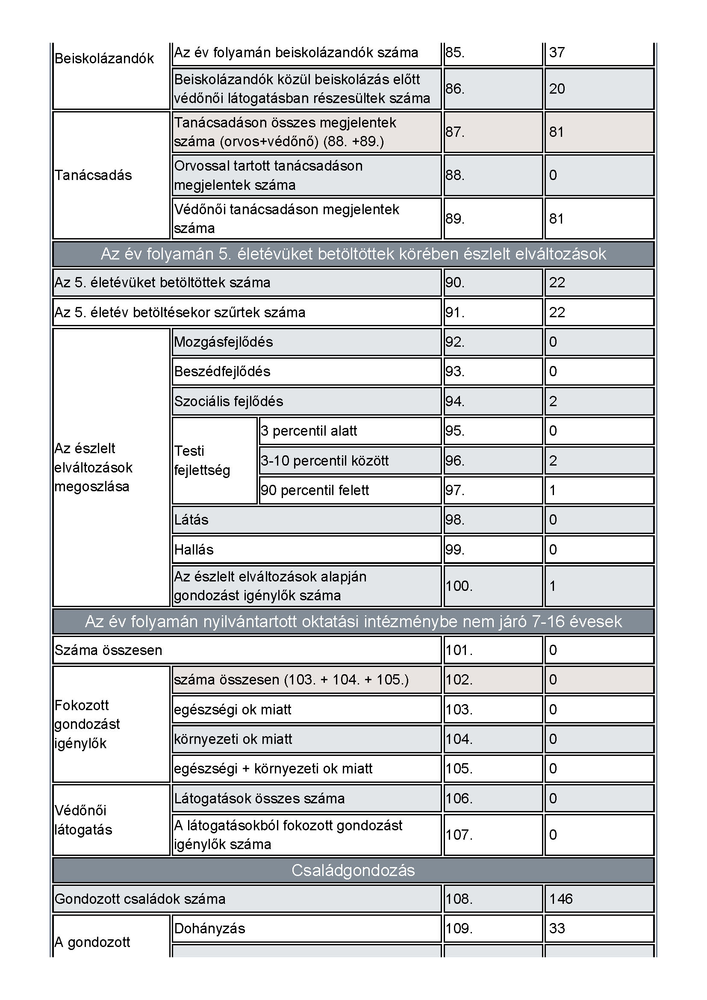 Beiskolázandók
Az év folyamán beiskolázandók száma
85.
37
Beiskolázandók közül beiskolázás előtt
védőnői látogatásban részesültek száma
86.
20
Tanácsadás
Tanácsadáson összes megjelentek
száma (orvos+védőnő) (88. +89.)
87.
81
Orvossal tartott tanácsadáson
megjelentek száma
88.
0
Védőnői tanácsadáson megjelentek
száma
89.
81
Az év folyamán 5. életévüket betöltöttek körében észlelt elváltozások
Az 5. életévüket betöltöttek száma
90.
22
Az 5. életév betöltésekor szűrtek száma
91.
22
Az észlelt
elváltozások
megoszlása
Mozgásfejlődés
92.
0
Beszédfejlődés
93.
0
Szociális fejlődés
94.
2
Testi
fejlettség
3 percentil alatt
95.
0
3-10 percentil között
96.
2
90 percentil felett
97.
1
Látás
98.
0
Hallás
99.
0
Az észlelt elváltozások alapján
gondozást igénylők száma
100.
1
Az év folyamán nyilvántartott oktatási intézménybe nem járó 7-16 évesek
Száma összesen
101.
0
Fokozott
gondozást
igénylők
száma összesen (103. + 104. + 105.)
102.
0
egészségi ok miatt
103.
0
környezeti ok miatt
104.
0
egészségi + környezeti ok miatt
105.
0
Védőnői
látogatás
Látogatások összes száma
106.
0
A látogatásokból fokozott gondozást
igénylők száma
107.
0
Családgondozás
Gondozott családok száma
108.
146
A gondozott
Dohányzás
109.
33